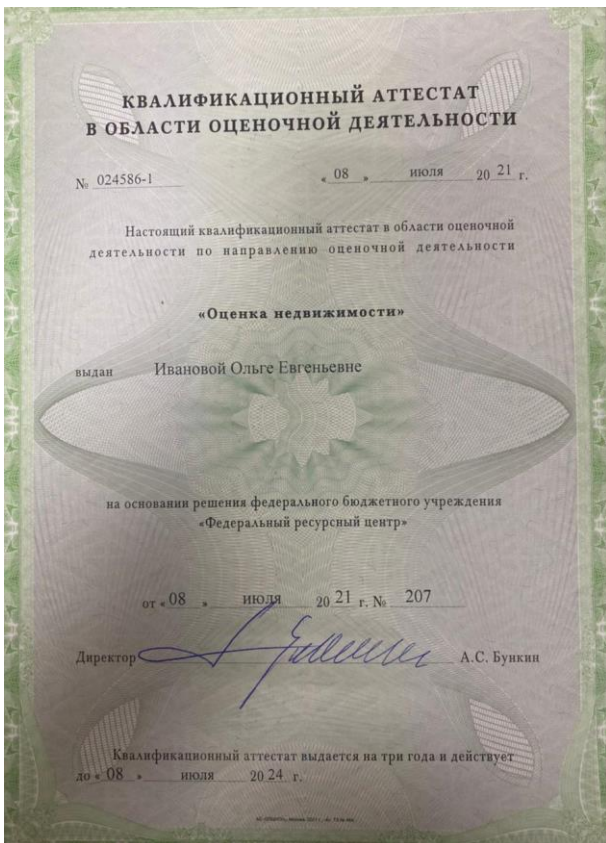 КВАЛИФИКАЦИОННЫЙ АТТЕСТАТ
В ОБЛАСТИ ОЦЕНОЧНОЙ ДЕЯТЕЛЬНОСТИ
№ 024586-1 « 08 » июля 20 21 г.
Настоящий квалификационный аттестат в области оценочной
деятельности по направлению оценочной деятельности
«Оценка недвижимости»
выдан Ивановой Ольге Евгеньевне
на основании решения федерального бюджетного учреждения
«Федеральный ресурсный центр»
от « 08 » июля 20 21 г. № 207
Директор А.С. Бункин
Квалификационный аттестат выдается на три года и действует
до « 08 » июля 20 24 г.